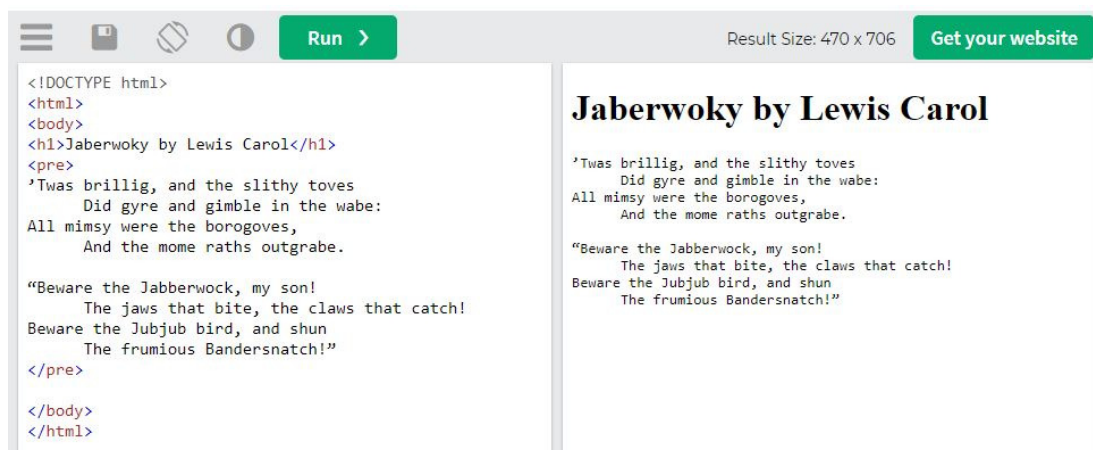 Run ❯
Result Size: 470 x 706
Get your website
<!DOCTYPE html>
<html>
<body>
<h1>Jaberwoky by Lewis Carol</h1>
<pre>
’Twas brillig, and the slithy toves
      Did gyre and gimble in the wabe:
All mimsy were the borogoves,
      And the mome raths outgrabe.

“Beware the Jabberwock, my son!
      The jaws that bite, the claws that catch!
Beware the Jubjub bird, and shun
      The frumious Bandersnatch!”
</pre>

</body>
</html>
Jaberwoky by Lewis Carol
’Twas brillig, and the slithy toves
      Did gyre and gimble in the wabe:
All mimsy were the borogoves,
      And the mome raths outgrabe.

“Beware the Jabberwock, my son!
      The jaws that bite, the claws that catch!
Beware the Jubjub bird, and shun
      The frumious Bandersnatch!”